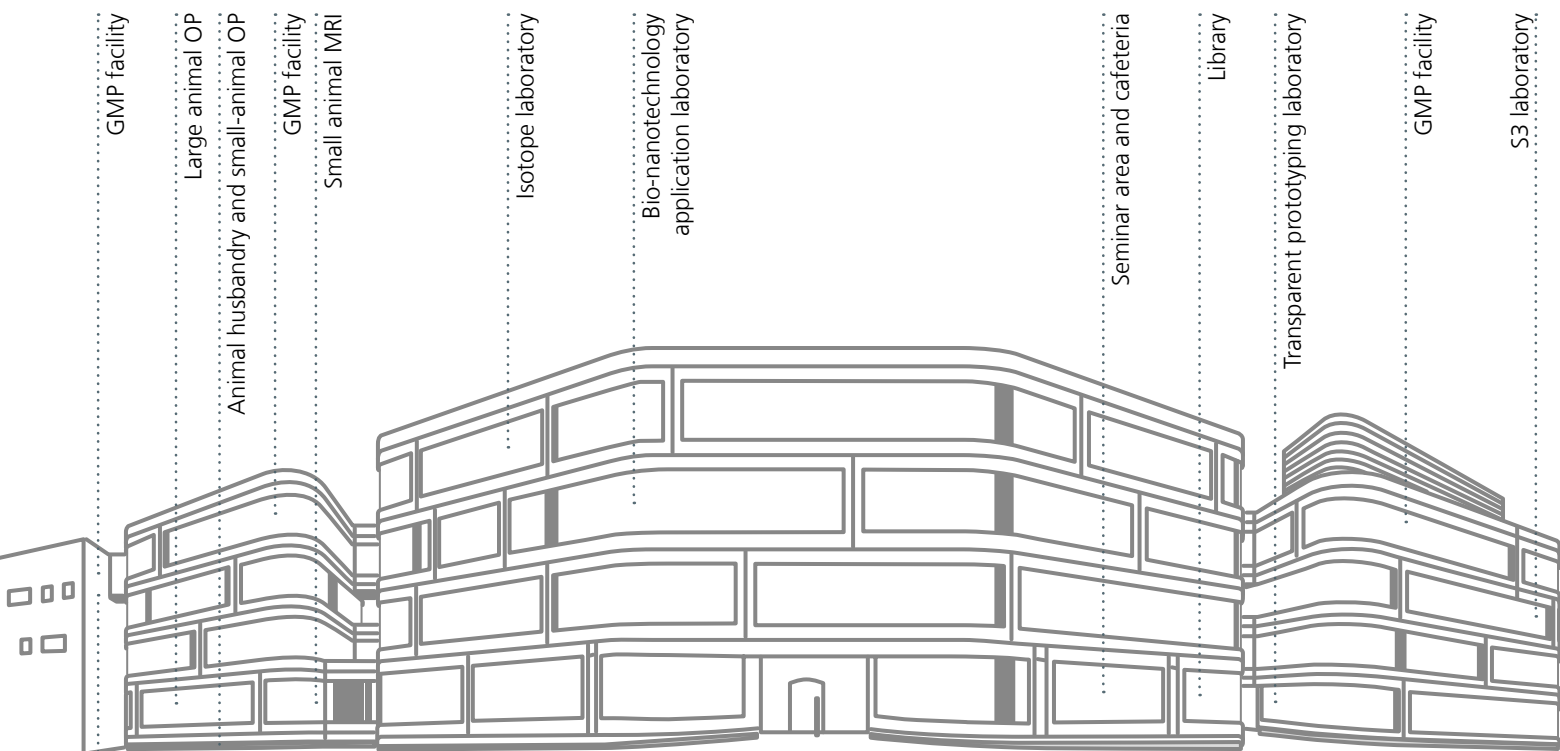 GMP facility
Large animal OP
Animal husbandry and small-animal OP
GMP facility
Small animal MRI
Isotope laboratory
Bio-nanotechnology
application laboratory
Seminar area and cafeteria
Library
Transparent prototyping laboratory
GMP facility
S3 laboratory